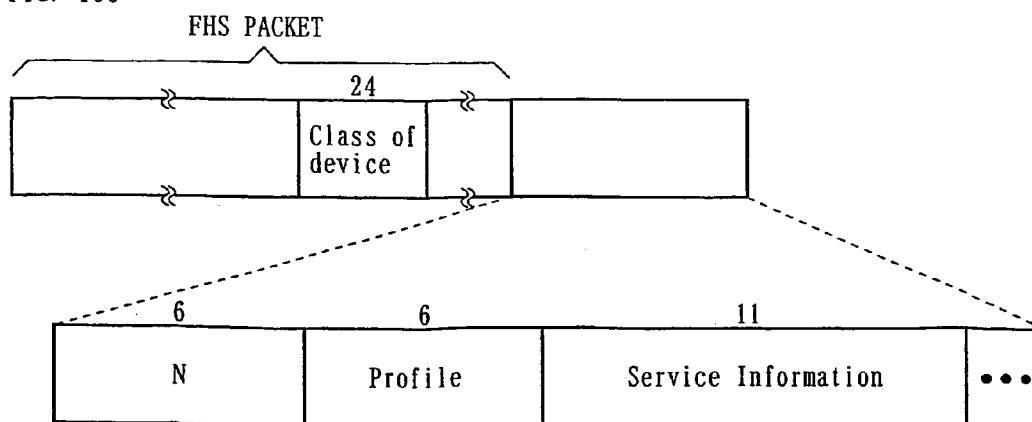 FHS PACKET
24
Class of
device
6 6 11
N Profile Service Information •••